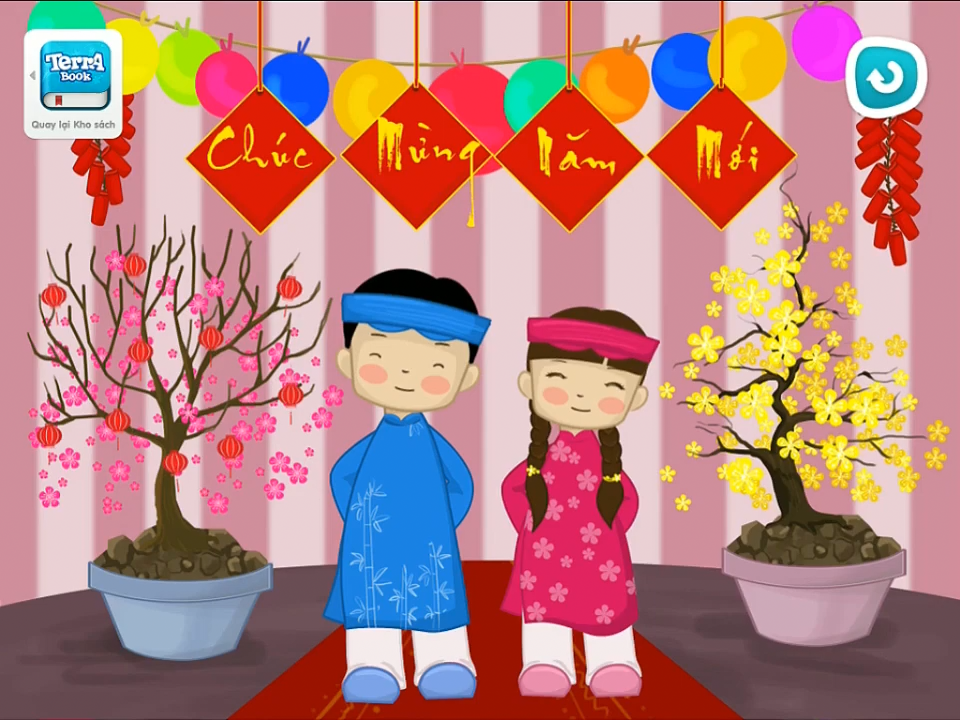 TerrA
BOOK
Quay lại Kho sách
Chúc Mừng Năm Mới